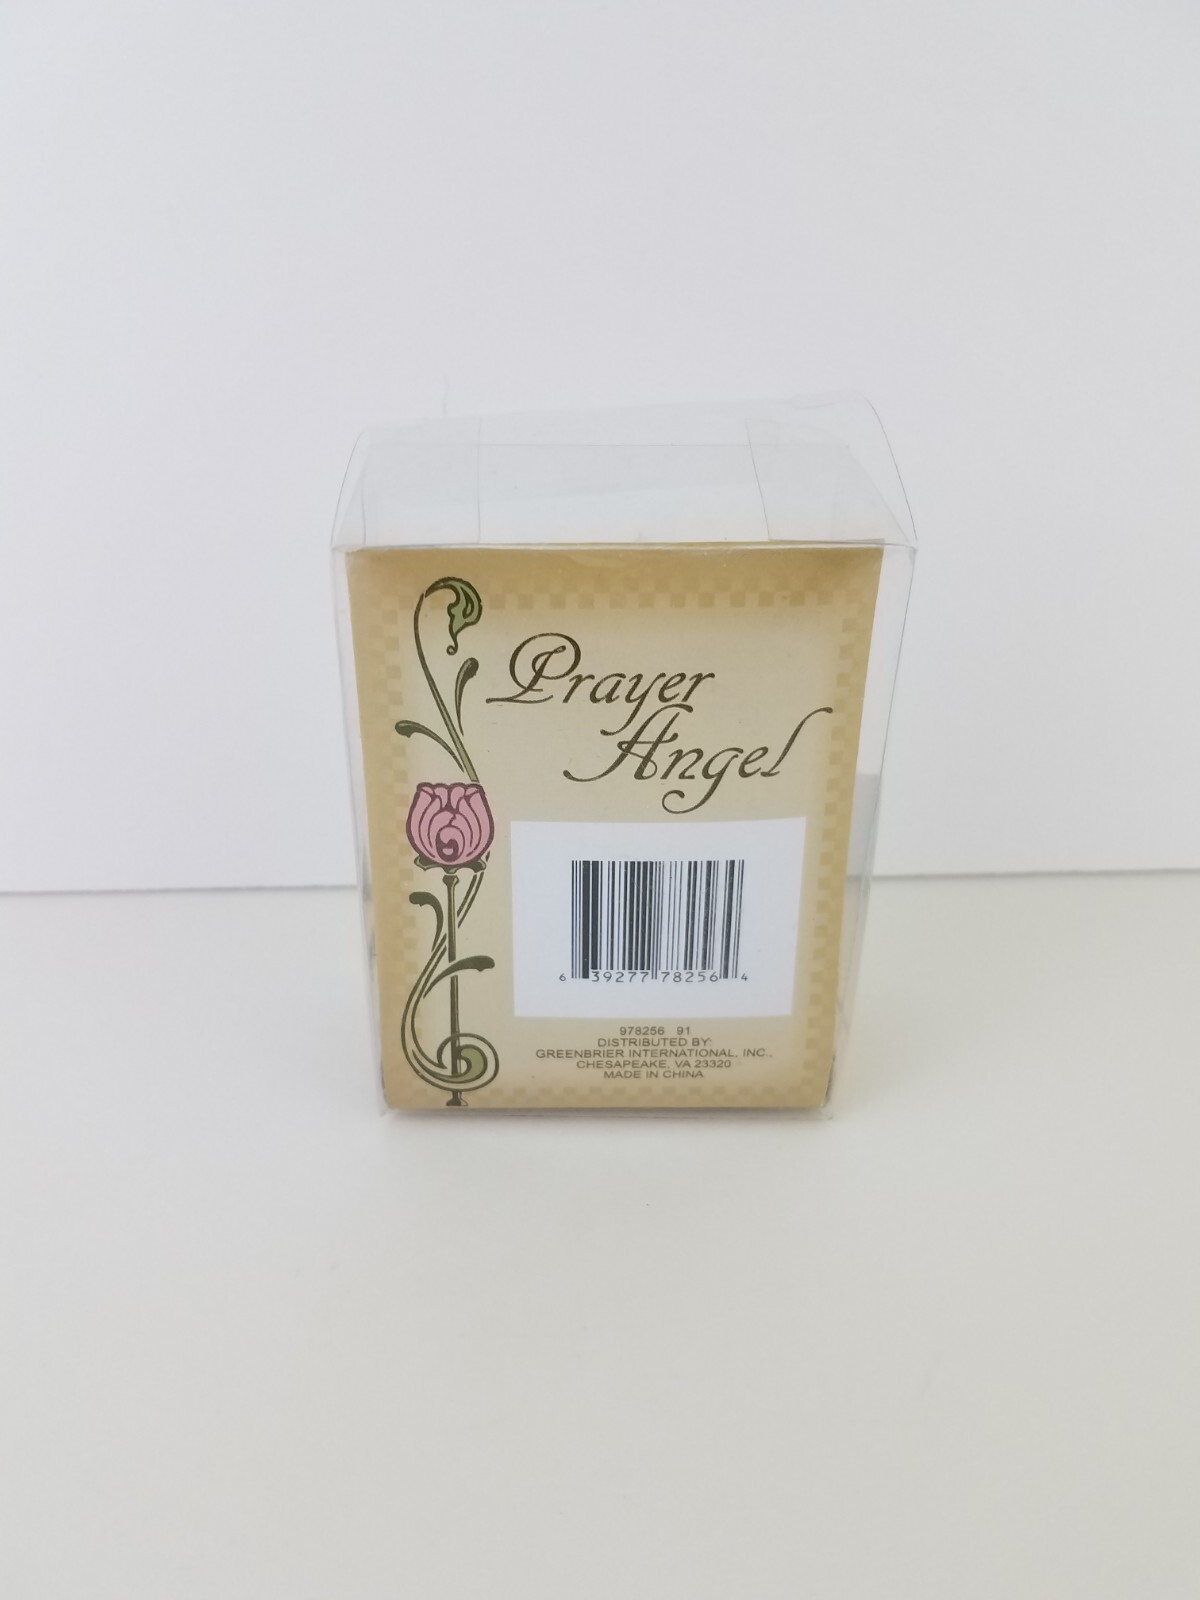 Prayer
Angel
6 39277 78256 4
978256 91
DISTRIBUTED BY:
GREENBRIER INTERNATIONAL, INC.,
CHESAPEAKE, VA 23320
MADE IN CHINA